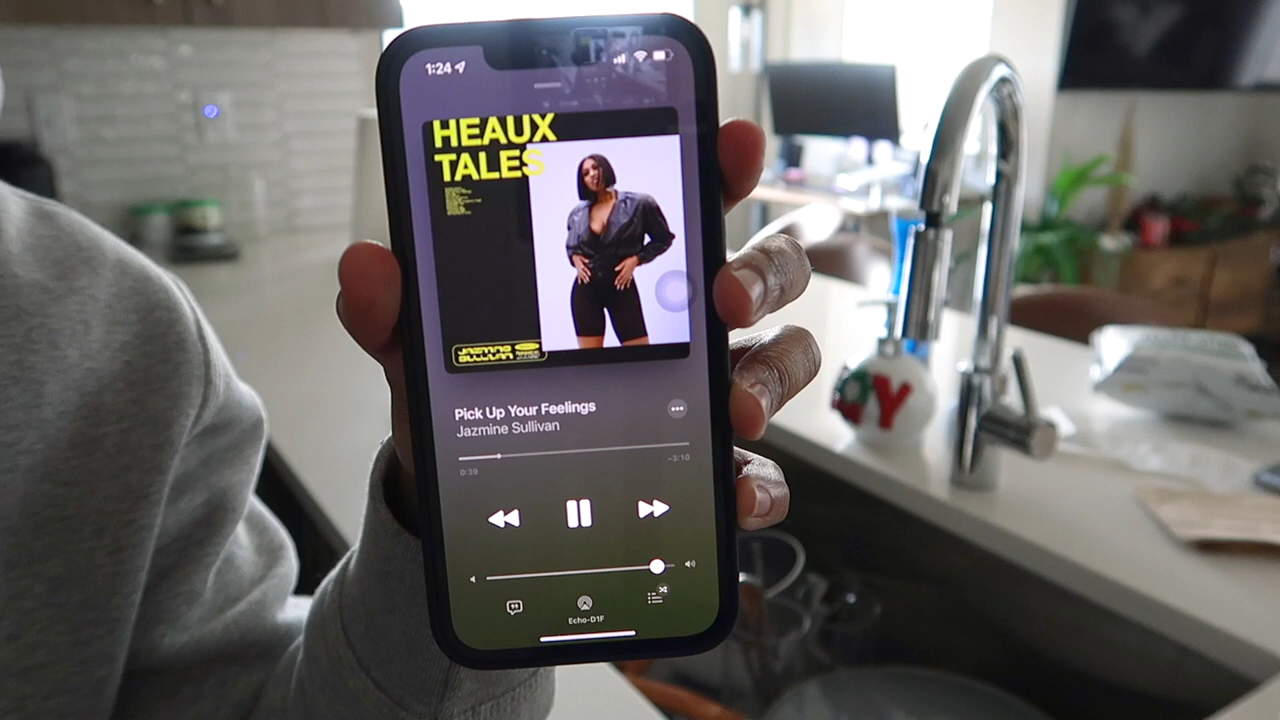 1:24
HEAUX
TALES
JAZMINE
SULLIVAN
Pick Up Your Feelings
Jazmine Sullivan
0:39
-3:10
Echo-D1F
Y